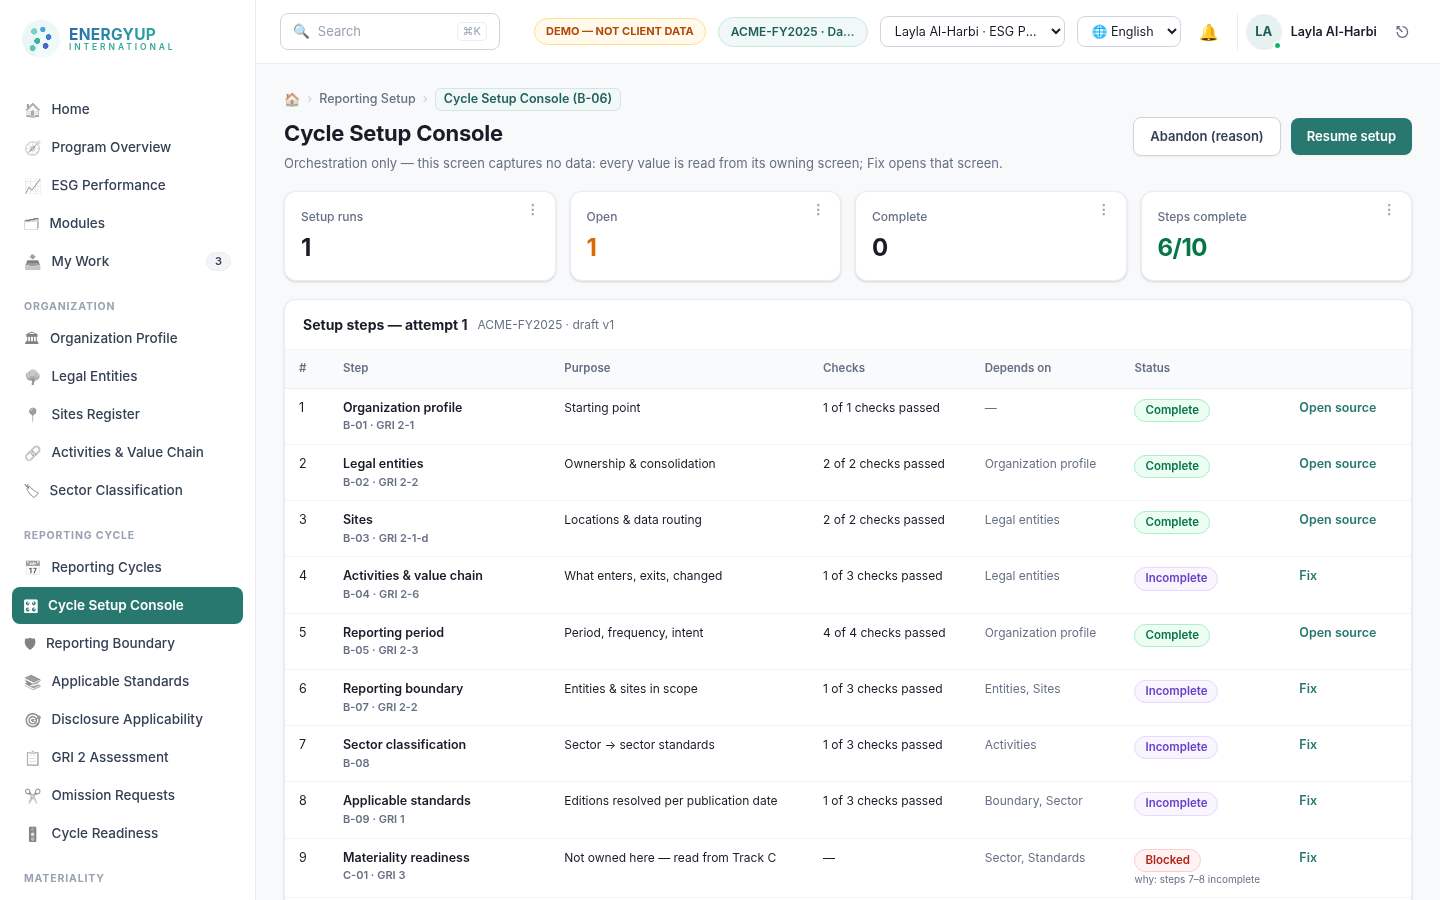 ENERGYUP
INTERNATIONAL
Search
⌘K
DEMO — NOT CLIENT DATA
ACME-FY2025 · Da...
Layla Al-Harbi · ESG P...
English
LA
Layla Al-Harbi
Home
Program Overview
ESG Performance
Modules
My Work
3
ORGANIZATION
Organization Profile
Legal Entities
Sites Register
Activities & Value Chain
Sector Classification
REPORTING CYCLE
Reporting Cycles
Cycle Setup Console
Reporting Boundary
Applicable Standards
Disclosure Applicability
GRI 2 Assessment
Omission Requests
Cycle Readiness
MATERIALITY
› Reporting Setup › Cycle Setup Console (B-06)
Cycle Setup Console
Orchestration only — this screen captures no data: every value is read from its owning screen; Fix opens that screen.
Abandon (reason)
Resume setup
Setup runs
1
Open
1
Complete
0
Steps complete
6/10
Setup steps — attempt 1 ACME-FY2025 · draft v1
# Step Purpose Checks Depends on Status
1 Organization profile Starting point 1 of 1 checks passed — Complete Open source
B-01 · GRI 2-1
2 Legal entities Ownership & consolidation 2 of 2 checks passed Organization profile Complete Open source
B-02 · GRI 2-2
3 Sites Locations & data routing 2 of 2 checks passed Legal entities Complete Open source
B-03 · GRI 2-1-d
4 Activities & value chain What enters, exits, changed 1 of 3 checks passed Legal entities Incomplete Fix
B-04 · GRI 2-6
5 Reporting period Period, frequency, intent 4 of 4 checks passed Organization profile Complete Open source
B-05 · GRI 2-3
6 Reporting boundary Entities & sites in scope 1 of 3 checks passed Entities, Sites Incomplete Fix
B-07 · GRI 2-2
7 Sector classification Sector → sector standards 1 of 3 checks passed Activities Incomplete Fix
B-08
8 Applicable standards Editions resolved per publication date 1 of 3 checks passed Boundary, Sector Incomplete Fix
B-09 · GRI 1
9 Materiality readiness Not owned here — read from Track C — Sector, Standards Blocked Fix
C-01 · GRI 3
why: steps 7–8 incomplete